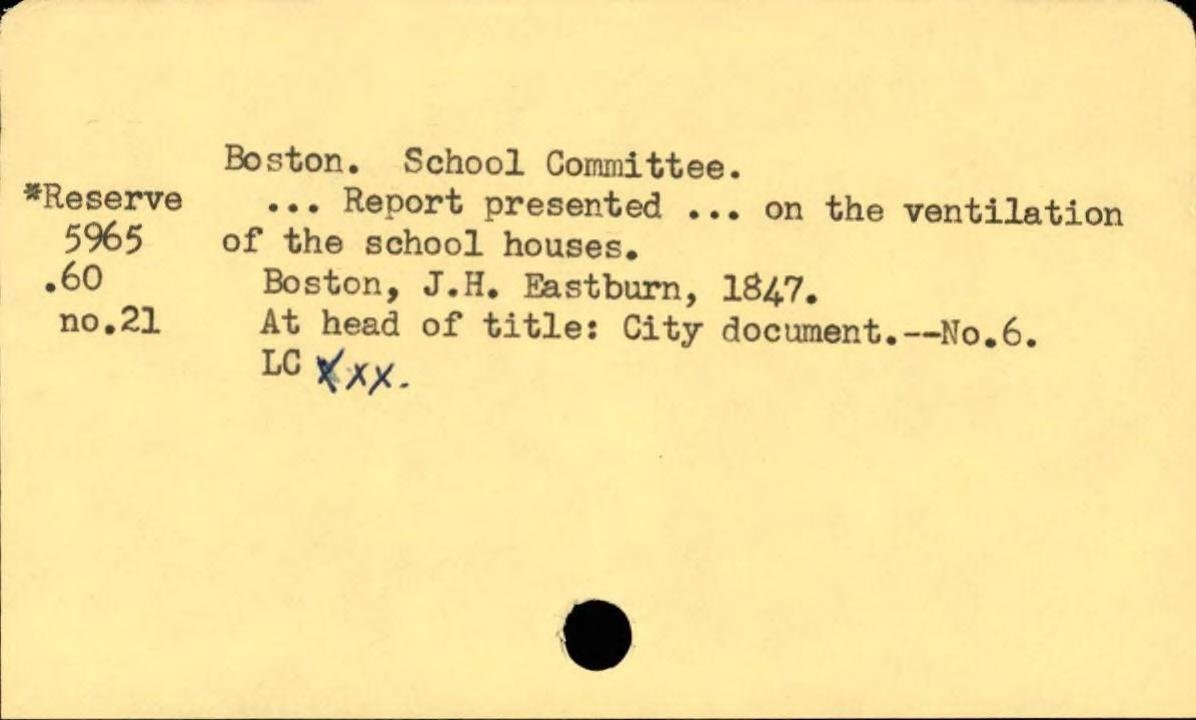 Boston. School Committee.
*Reserve ... Report presented ... on the ventilation
5965 of the school houses.
.60 Boston, J.H. Eastburn, 1847.
no.21 At head of title: City document.--No.6.
LC xxx.